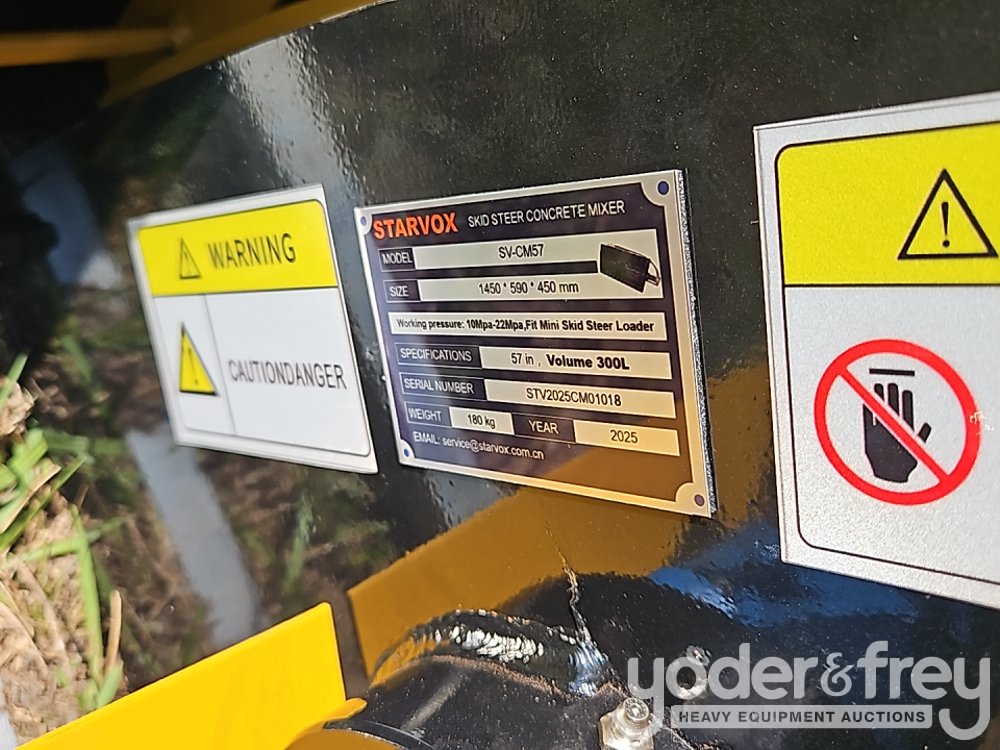 WARNING
CAUTIONDANGER
STARVOX SKID STEER CONCRETE MIXER
MODEL SV-CM57
SIZE 1450 * 590 * 450 mm
Working pressure: 10Mpa-22Mpa,Fit Mini Skid Steer Loader
SPECIFICATIONS 57 in , Volume 300L
SERIAL NUMBER STV2025CM01018
WEIGHT 180 kg YEAR 2025
EMAIL: service@starvox.com.cn
yoder&frey
HEAVY EQUIPMENT AUCTIONS